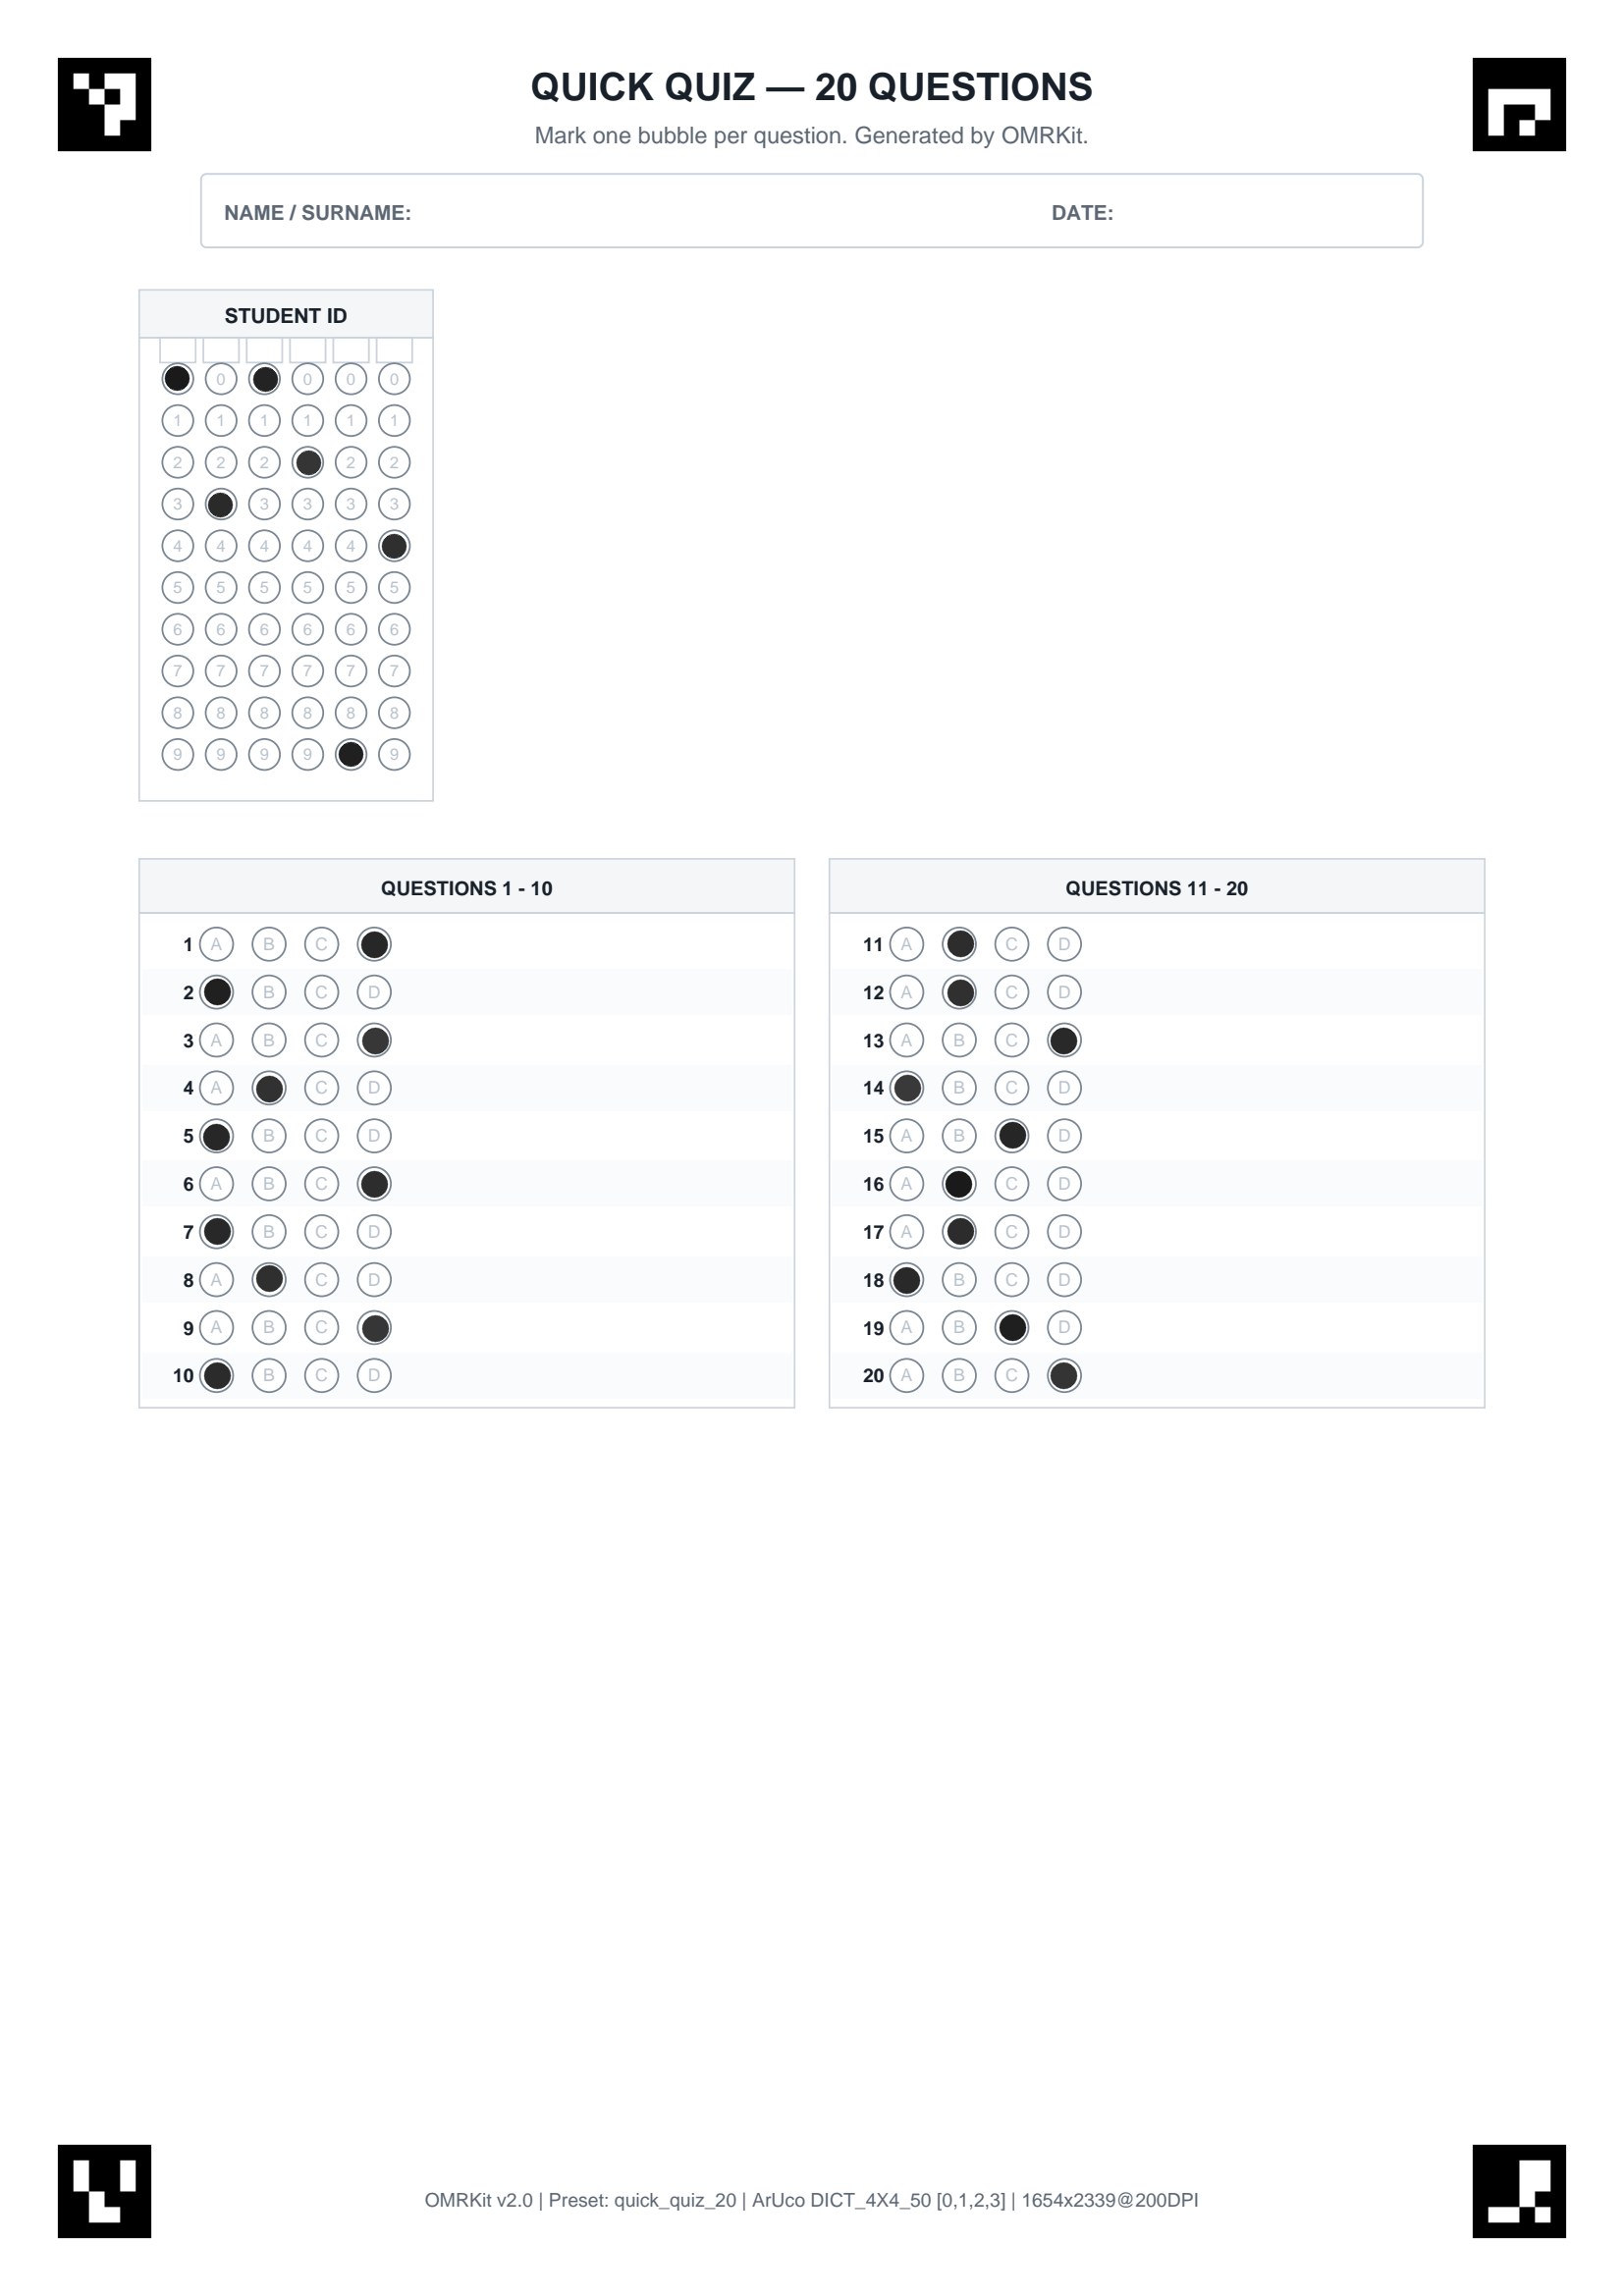 QUICK QUIZ — 20 QUESTIONS
Mark one bubble per question. Generated by OMRKit.
NAME / SURNAME: DATE:
STUDENT ID
0 0 0 0
1 1 1 1 1 1
2 2 2 2 2
3 3 3 3 3
4 4 4 4 4
5 5 5 5 5 5
6 6 6 6 6 6
7 7 7 7 7 7
8 8 8 8 8 8
9 9 9 9 9
QUESTIONS 1 - 10
1 A B C
2 B C D
3 A B C
4 A C D
5 B C D
6 A B C
7 B C D
8 A C D
9 A B C
10 B C D
QUESTIONS 11 - 20
11 A C D
12 A C D
13 A B C
14 B C D
15 A B D
16 A C D
17 A C D
18 B C D
19 A B D
20 A B C
OMRKit v2.0 | Preset: quick_quiz_20 | ArUco DICT_4X4_50 [0,1,2,3] | 1654x2339@200DPI